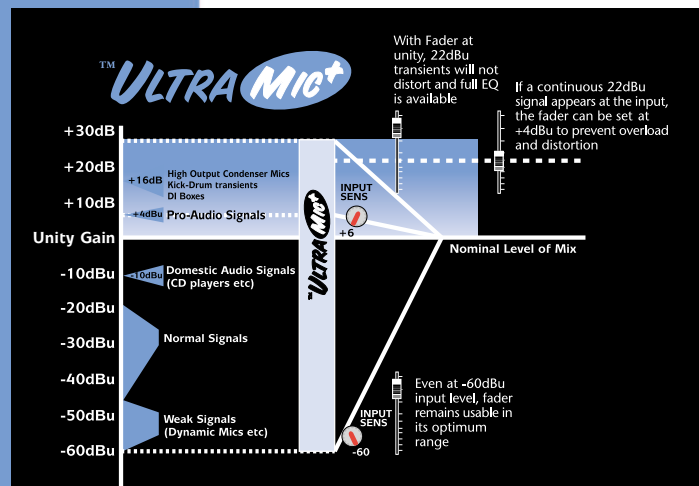 ™ ULTRA MIC+
With Fader at
unity, 22dBu
transients will not
distort and full EQ
is available
If a continuous 22dBu
signal appears at the input,
the fader can be set at
+4dBu to prevent overload
and distortion
+30dB
+20dB
+10dB
Unity Gain
-10dBu
-20dBu
-30dBu
-40dBu
-50dBu
-60dBu
+16dB
High Output Condenser Mics
Kick-Drum transients
DI Boxes
+4dBu
Pro-Audio Signals
-10dBu
Domestic Audio Signals
(CD players etc)
Normal Signals
Weak Signals
(Dynamic Mics etc)
™ULTRA MIC+
INPUT
SENS
+6
Nominal Level of Mix
INPUT
SENS
-60
Even at -60dBu
input level, fader
remains usable in
its optimum
range